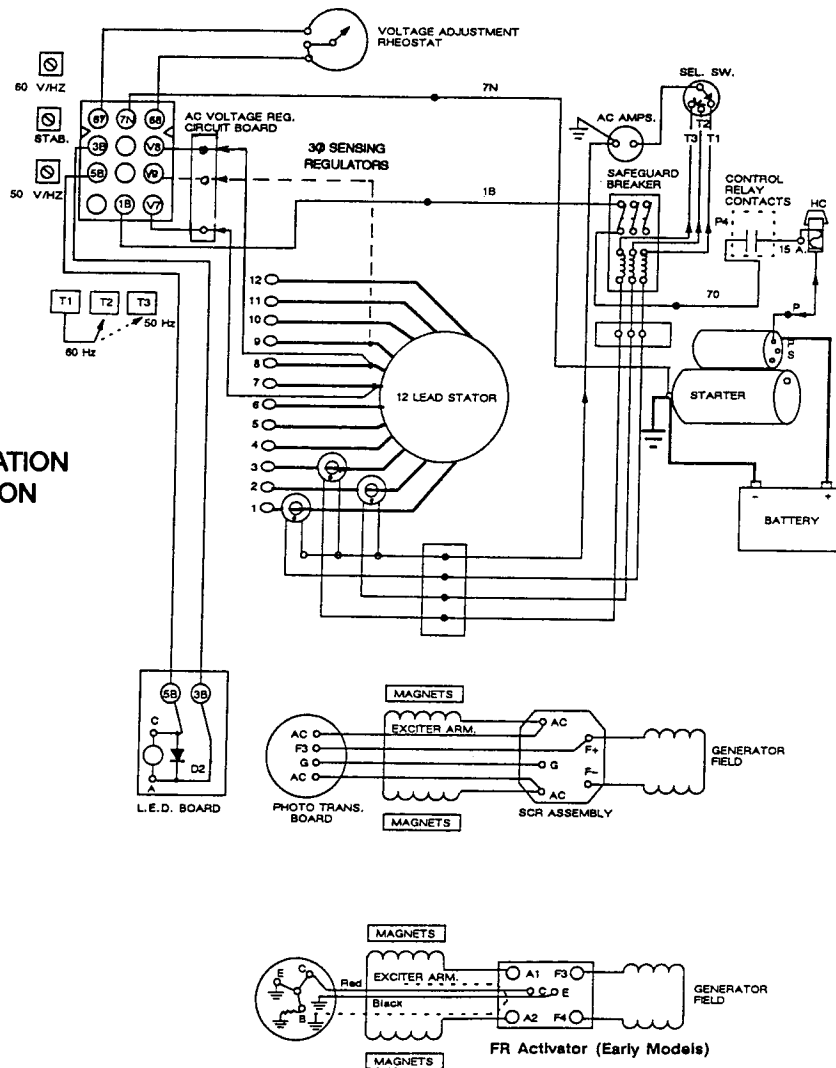 VOLTAGE ADJUSTMENT
RHEOSTAT
60 V/HZ
STAB.
50 V/HZ
67
7N
68
3B
V8
5B
V9
1B
V7
AC VOLTAGE REG.
CIRCUIT BOARD
3Ø SENSING
REGULATORS
7N
1B
SEL. SW.
AC AMPS.
T2
T3
T1
SAFEGUARD
BREAKER
CONTROL
RELAY
CONTACTS
P4
HC
15 A.
70
P
P
S
STARTER
-
+
BATTERY
T1
T2
T3
50 Hz
60 Hz
12
11
10
9
8
7
6
5
4
3
2
1
12 LEAD STATOR
ATION
ON
5B
3B
C
D2
A
L.E.D. BOARD
MAGNETS
EXCITER ARM.
AC
F3
G
AC
PHOTO TRANS.
BOARD
MAGNETS
AC
F+
G
F-
AC
SCR ASSEMBLY
GENERATOR
FIELD
MAGNETS
EXCITER ARM.
E
C
B
Red
Black
A1
F3
C
E
A2
F4
GENERATOR
FIELD
FR Activator (Early Models)
MAGNETS